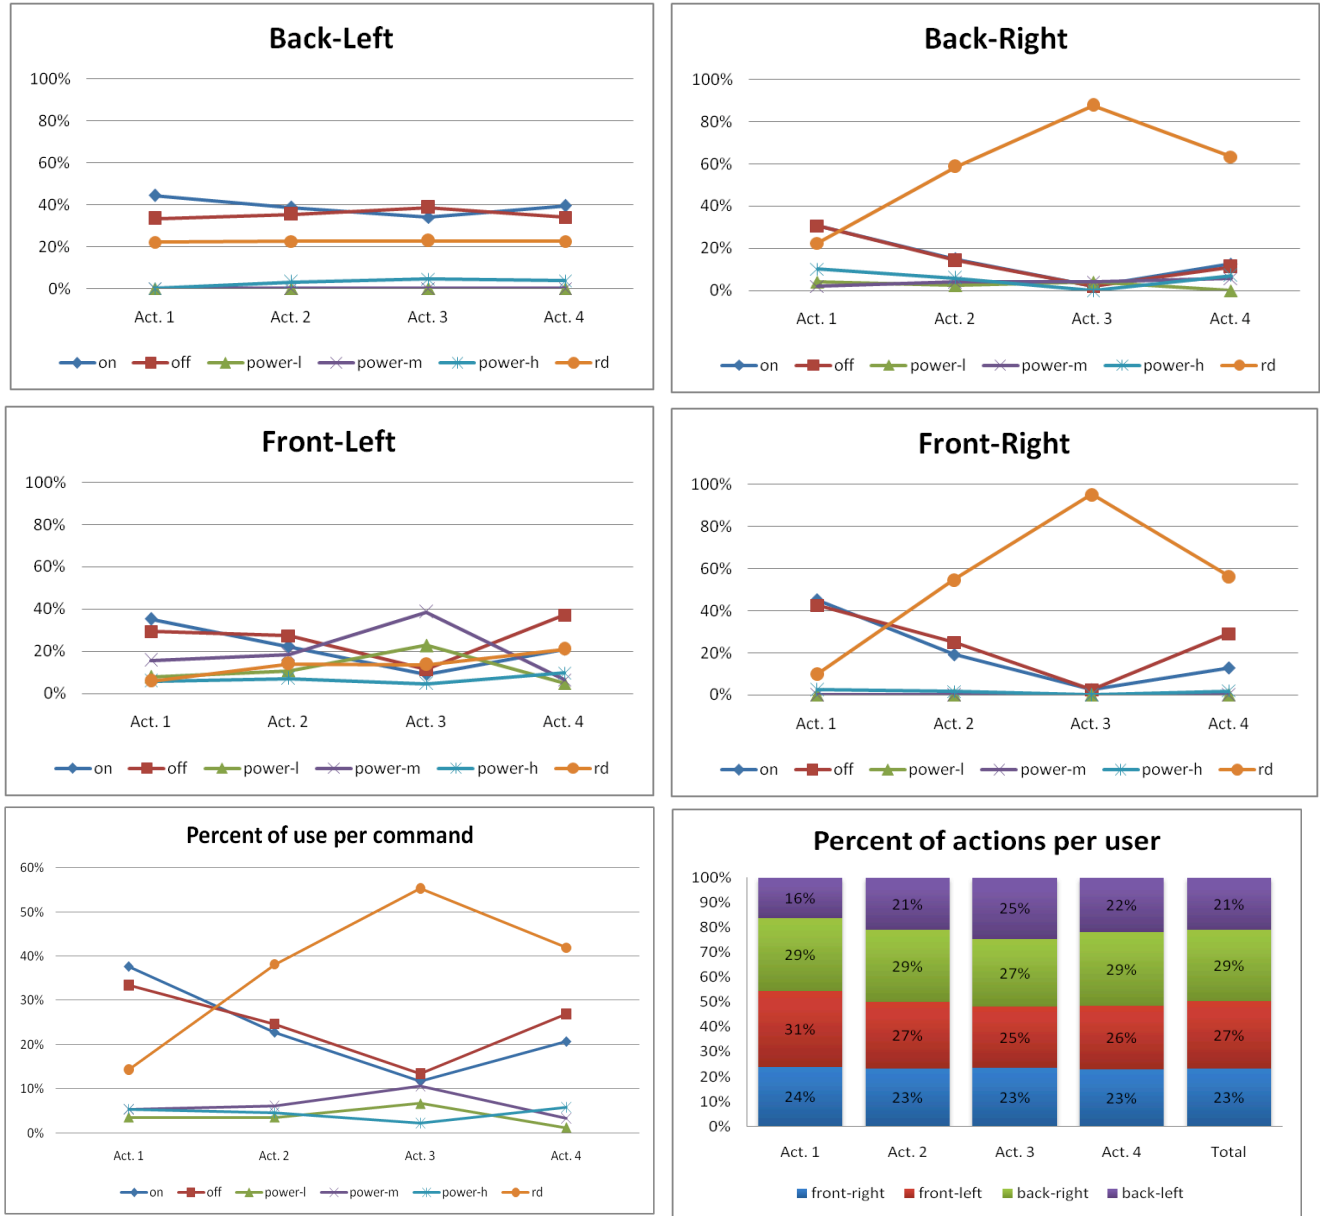 Back-Left
100%
80%
60%
40%
20%
0%
Act. 1 Act. 2 Act. 3 Act. 4
on off power-l power-m power-h rd
Back-Right
100%
80%
60%
40%
20%
0%
Act. 1 Act. 2 Act. 3 Act. 4
on off power-l power-m power-h rd
Front-Left
100%
80%
60%
40%
20%
0%
Act. 1 Act. 2 Act. 3 Act. 4
on off power-l power-m power-h rd
Front-Right
100%
80%
60%
40%
20%
0%
Act. 1 Act. 2 Act. 3 Act. 4
on off power-l power-m power-h rd
Percent of use per command
60%
50%
40%
30%
20%
10%
0%
Act. 1 Act. 2 Act. 3 Act. 4
on off power-l power-m power-h rd
Percent of actions per user
100%
90%
80%
70%
60%
50%
40%
30%
20%
10%
0%
16% 21% 25% 22% 21%
29% 29% 27% 29% 29%
31% 27% 25% 26% 27%
24% 23% 23% 23% 23%
Act. 1 Act. 2 Act. 3 Act. 4 Total
front-right front-left back-right back-left